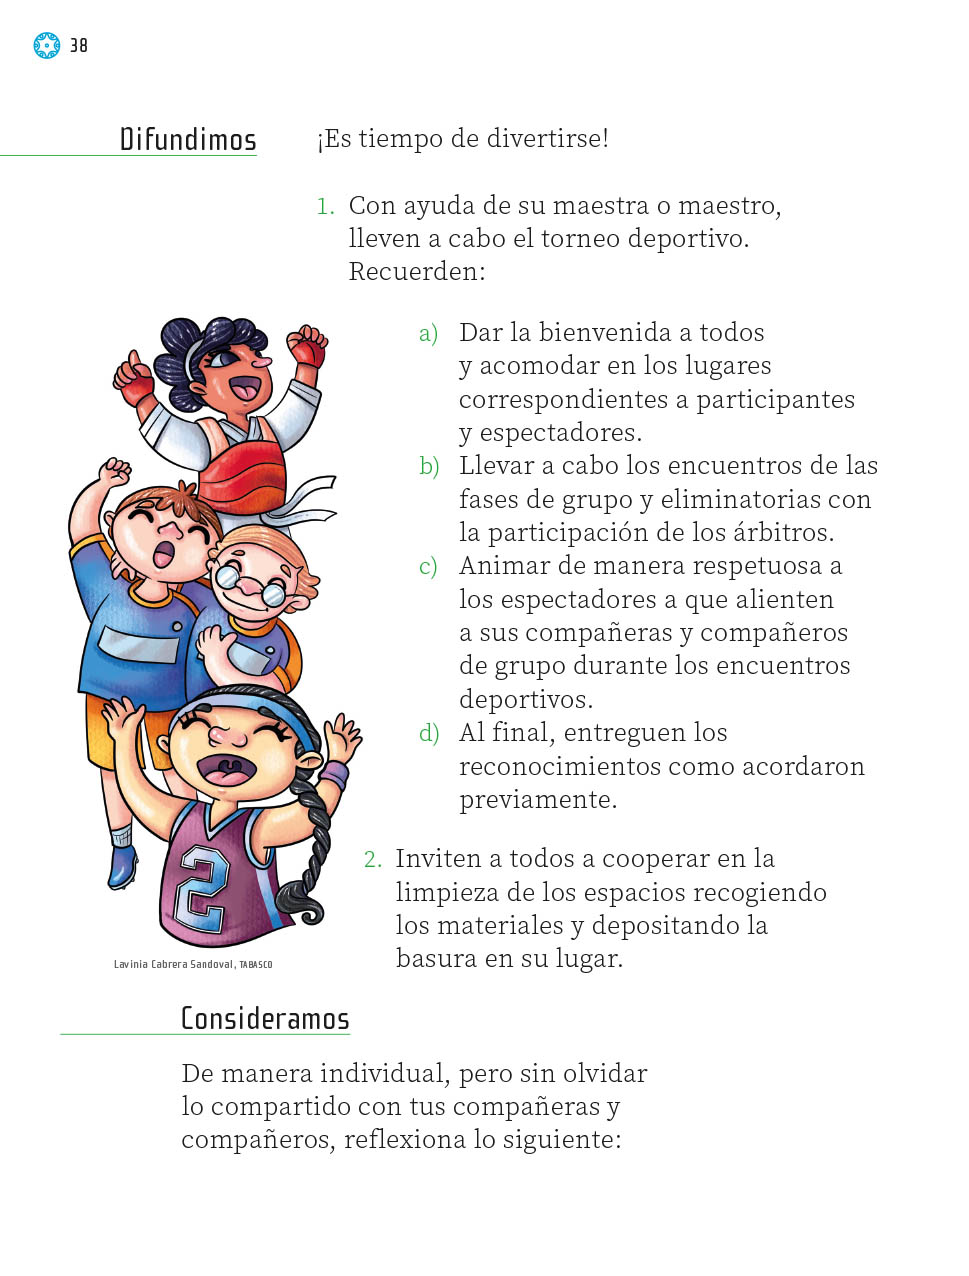 38
Difundimos
¡Es tiempo de divertirse!
1. Con ayuda de su maestra o maestro,
lleven a cabo el torneo deportivo.
Recuerden:
a) Dar la bienvenida a todos
y acomodar en los lugares
correspondientes a participantes
y espectadores.
b) Llevar a cabo los encuentros de las
fases de grupo y eliminatorias con
la participación de los árbitros.
c) Animar de manera respetuosa a
los espectadores a que alienten
a sus compañeras y compañeros
de grupo durante los encuentros
deportivos.
d) Al final, entreguen los
reconocimientos como acordaron
previamente.
2
Lavinia Cabrera Sandoval, TABASCO
2. Inviten a todos a cooperar en la
limpieza de los espacios recogiendo
los materiales y depositando la
basura en su lugar.
Consideramos
De manera individual, pero sin olvidar
lo compartido con tus compañeras y
compañeros, reflexiona lo siguiente: